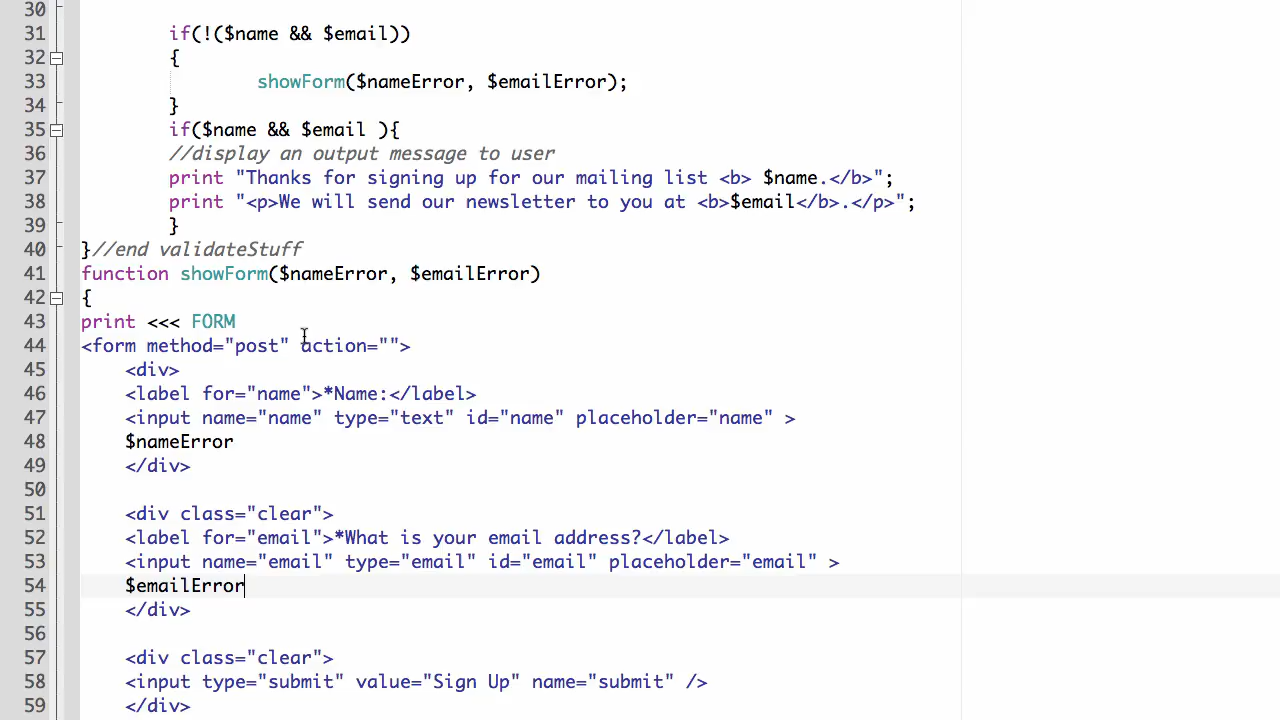 30
31 if(!($name && $email))
32 {
33 showForm($nameError, $emailError);
34 }
35 if($name && $email ){
36 //display an output message to user
37 print "Thanks for signing up for our mailing list <b> $name.</b>";
38 print "<p>We will send our newsletter to you at <b>$email</b>.</p>";
39 }
40 }//end validateStuff
41 function showForm($nameError, $emailError)
42 {
43 print <<< FORM
44 <form method="post" action="">
45 <div>
46 <label for="name">*Name:</label>
47 <input name="name" type="text" id="name" placeholder="name" >
48 $nameError
49 </div>
50
51 <div class="clear">
52 <label for="email">*What is your email address?</label>
53 <input name="email" type="email" id="email" placeholder="email" >
54 $emailError
55 </div>
56
57 <div class="clear">
58 <input type="submit" value="Sign Up" name="submit" />
59 </div>